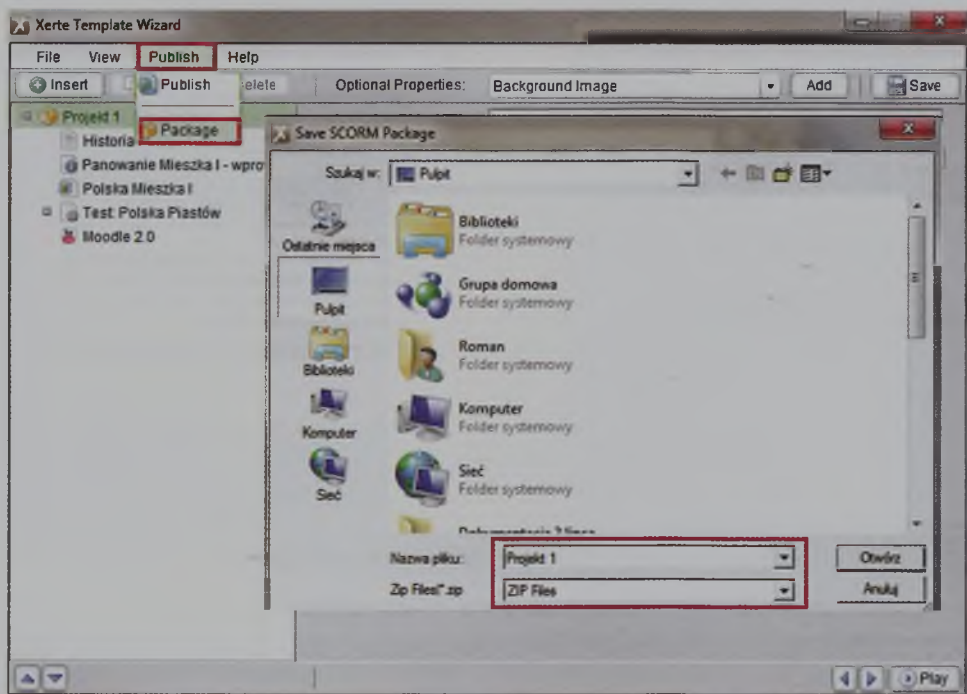 Xerte Template Wizard
File View Publish Help
Insert Publish elete Optional Properties: Background Image Add Save
Projekt 1
Package
Historia
Panowanie Mieszka I - wpro
Polska Mieszka I
Test: Polska Piastów
Moodle 2.0
Save SCORM Package
Szukaj w: Pulpit
Ostatnie miejsca
Pulpit
Biblioteki
Komputer
Sieć
Biblioteki
Folder systemowy
Grupa domowa
Folder systemowy
Roman
Folder systemowy
Komputer
Folder systemowy
Sieć
Folder systemowy
Nazwa pliku: Projekt 1 Otwórz
Zip Files/*.zip ZIP Files Anuluj
Play